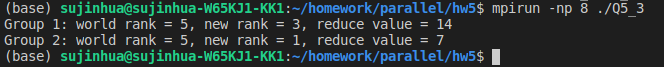 (base) sujinhua@sujinhua-W65KJ1-KK1:~/homework/parallel/hw5$ mpirun -np 8 ./Q5_3
Group 1: world rank = 5, new rank = 3, reduce value = 14
Group 2: world rank = 5, new rank = 1, reduce value = 7
(base) sujinhua@sujinhua-W65KJ1-KK1:~/homework/parallel/hw5$